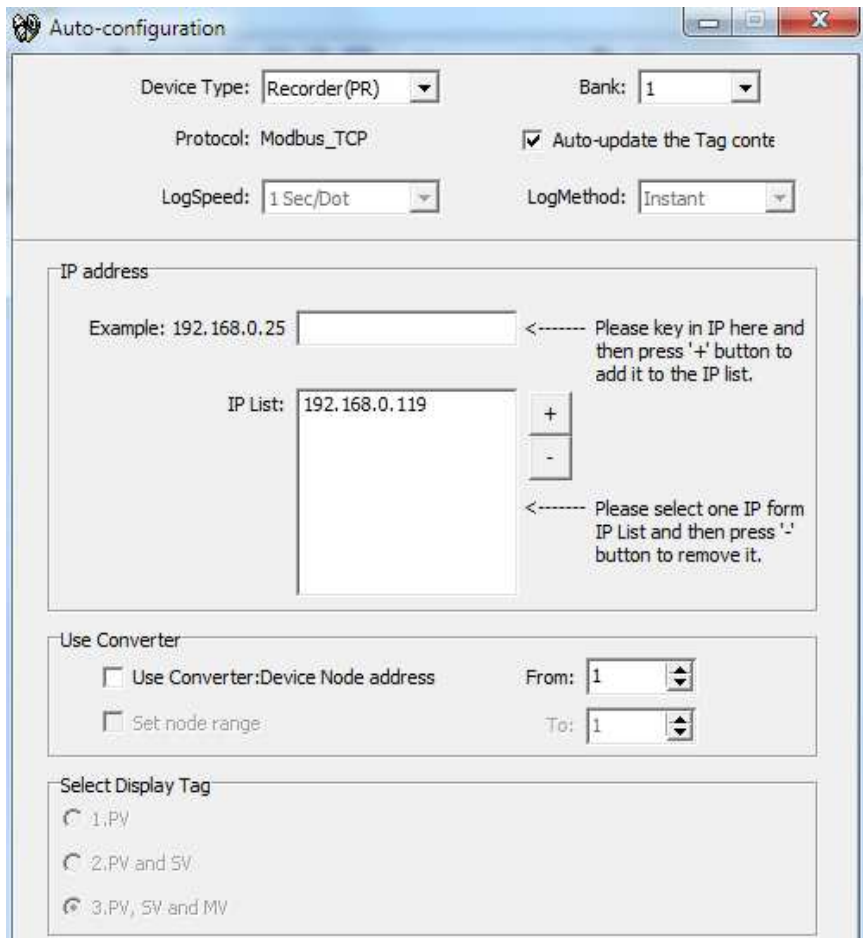 Auto-configuration
Device Type: Recorder(PR) Bank: 1
Protocol: Modbus_TCP Auto-update the Tag conte
LogSpeed: 1 Sec/Dot LogMethod: Instant
IP address
Example: 192.168.0.25 <------- Please key in IP here and
then press '+' button to
add it to the IP list.
IP List: 192.168.0.119
+
-
<------- Please select one IP form
IP List and then press '-'
button to remove it.
Use Converter
Use Converter:Device Node address From: 1
Set node range To: 1
Select Display Tag
1.PV
2.PV and SV
3.PV, SV and MV